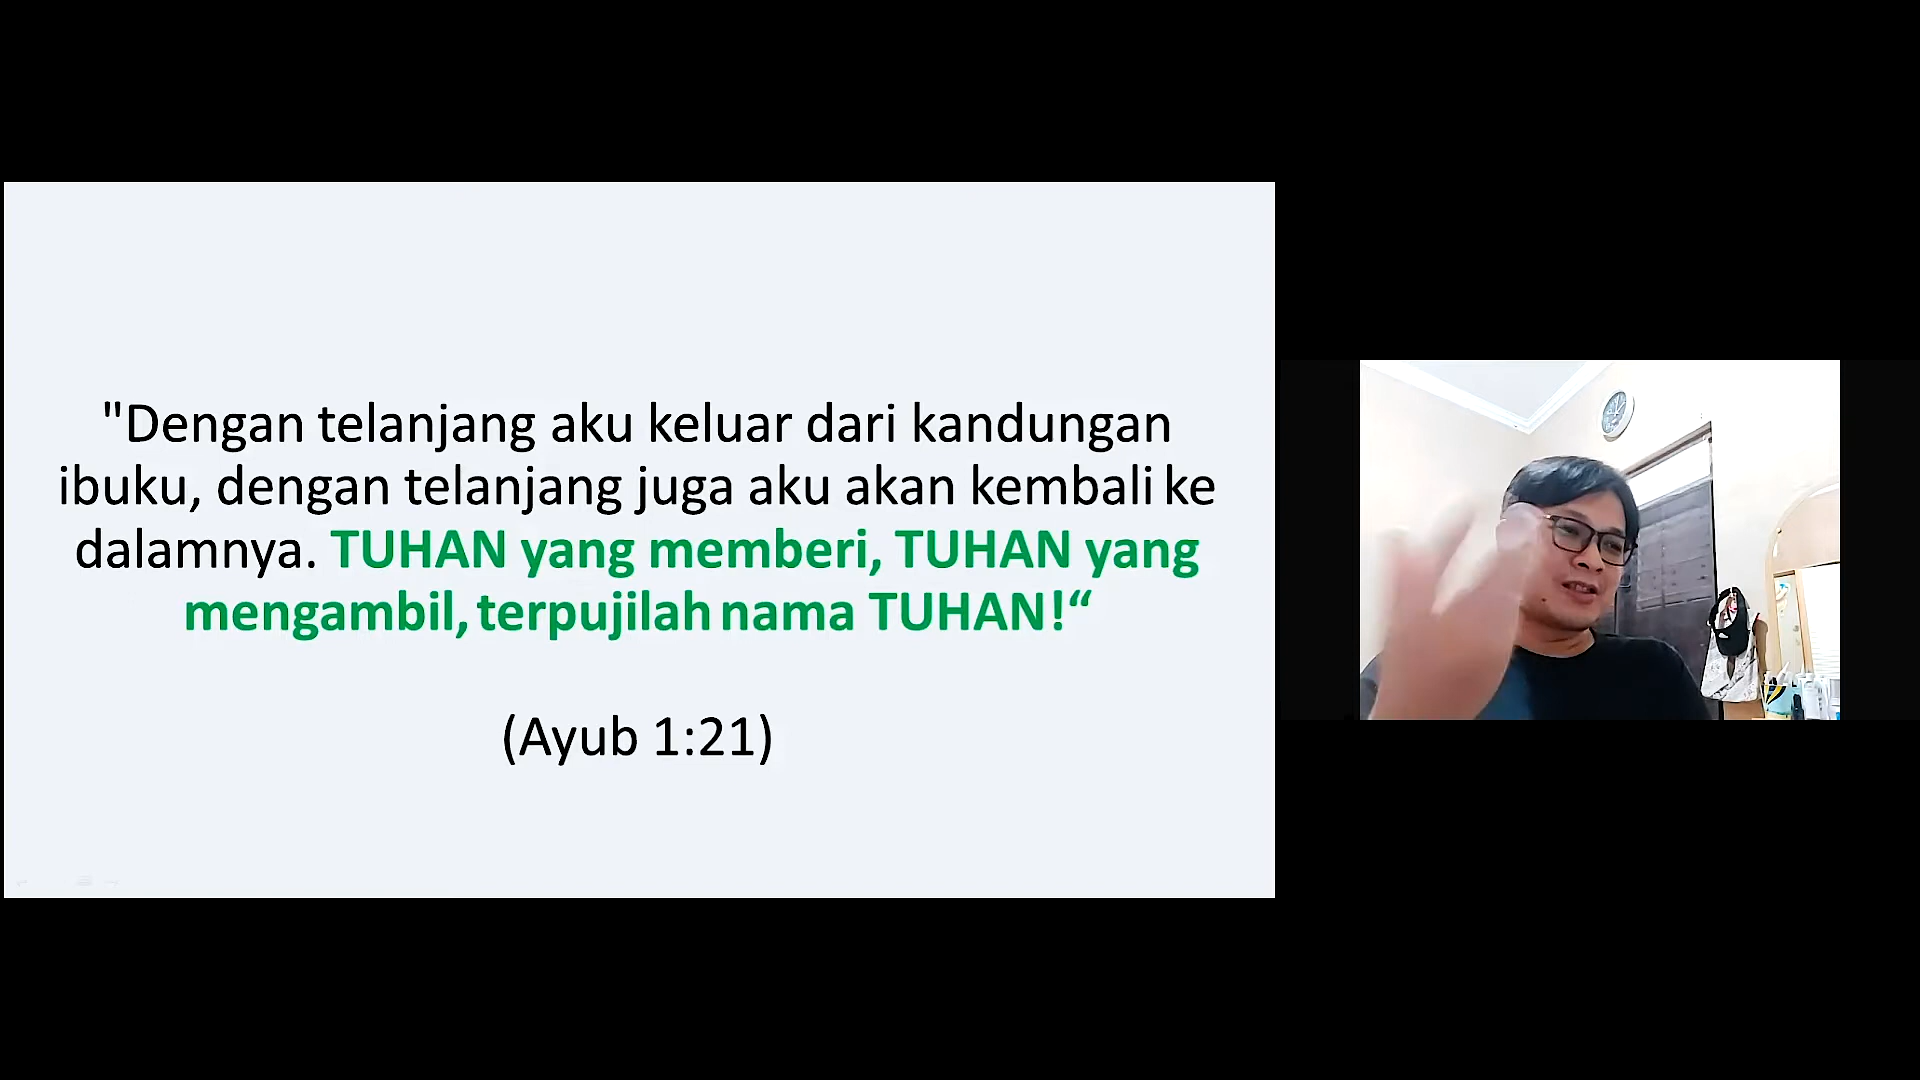 "Dengan telanjang aku keluar dari kandungan
ibuku, dengan telanjang juga aku akan kembali ke
dalamnya. TUHAN yang memberi, TUHAN yang
mengambil, terpujilah nama TUHAN!“
(Ayub 1:21)